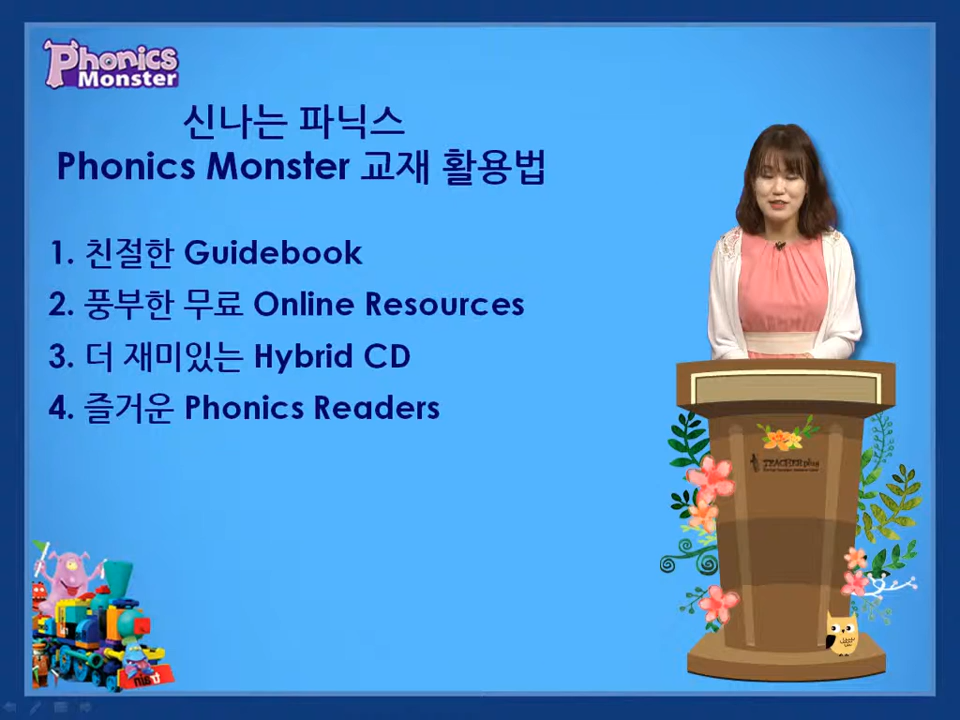 Phonics
Monster
신나는 파닉스
Phonics Monster 교재 활용법
1. 친절한 Guidebook
2. 풍부한 무료 Online Resources
3. 더 재미있는 Hybrid CD
4. 즐거운 Phonics Readers
TEACHER plus